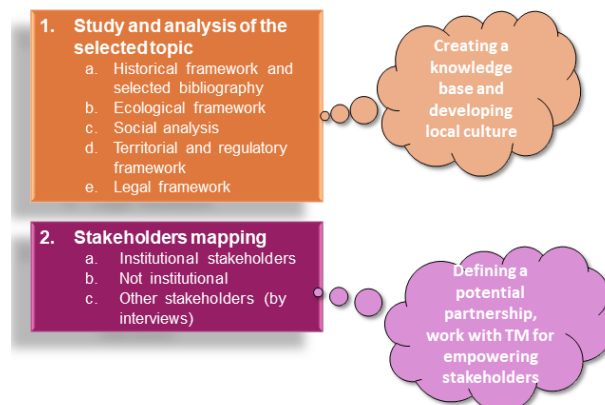 1. Study and analysis of the
selected topic
a. Historical framework and
selected bibliography
b. Ecological framework
c. Social analysis
d. Territorial and regulatory
framework
e. Legal framework
Creating a
knowledge
base and
developing
local culture
2. Stakeholders mapping
a. Institutional stakeholders
b. Not institutional
c. Other stakeholders (by
interviews)
Defining a
potential
partnership,
work with TM for
empowering
stakeholders